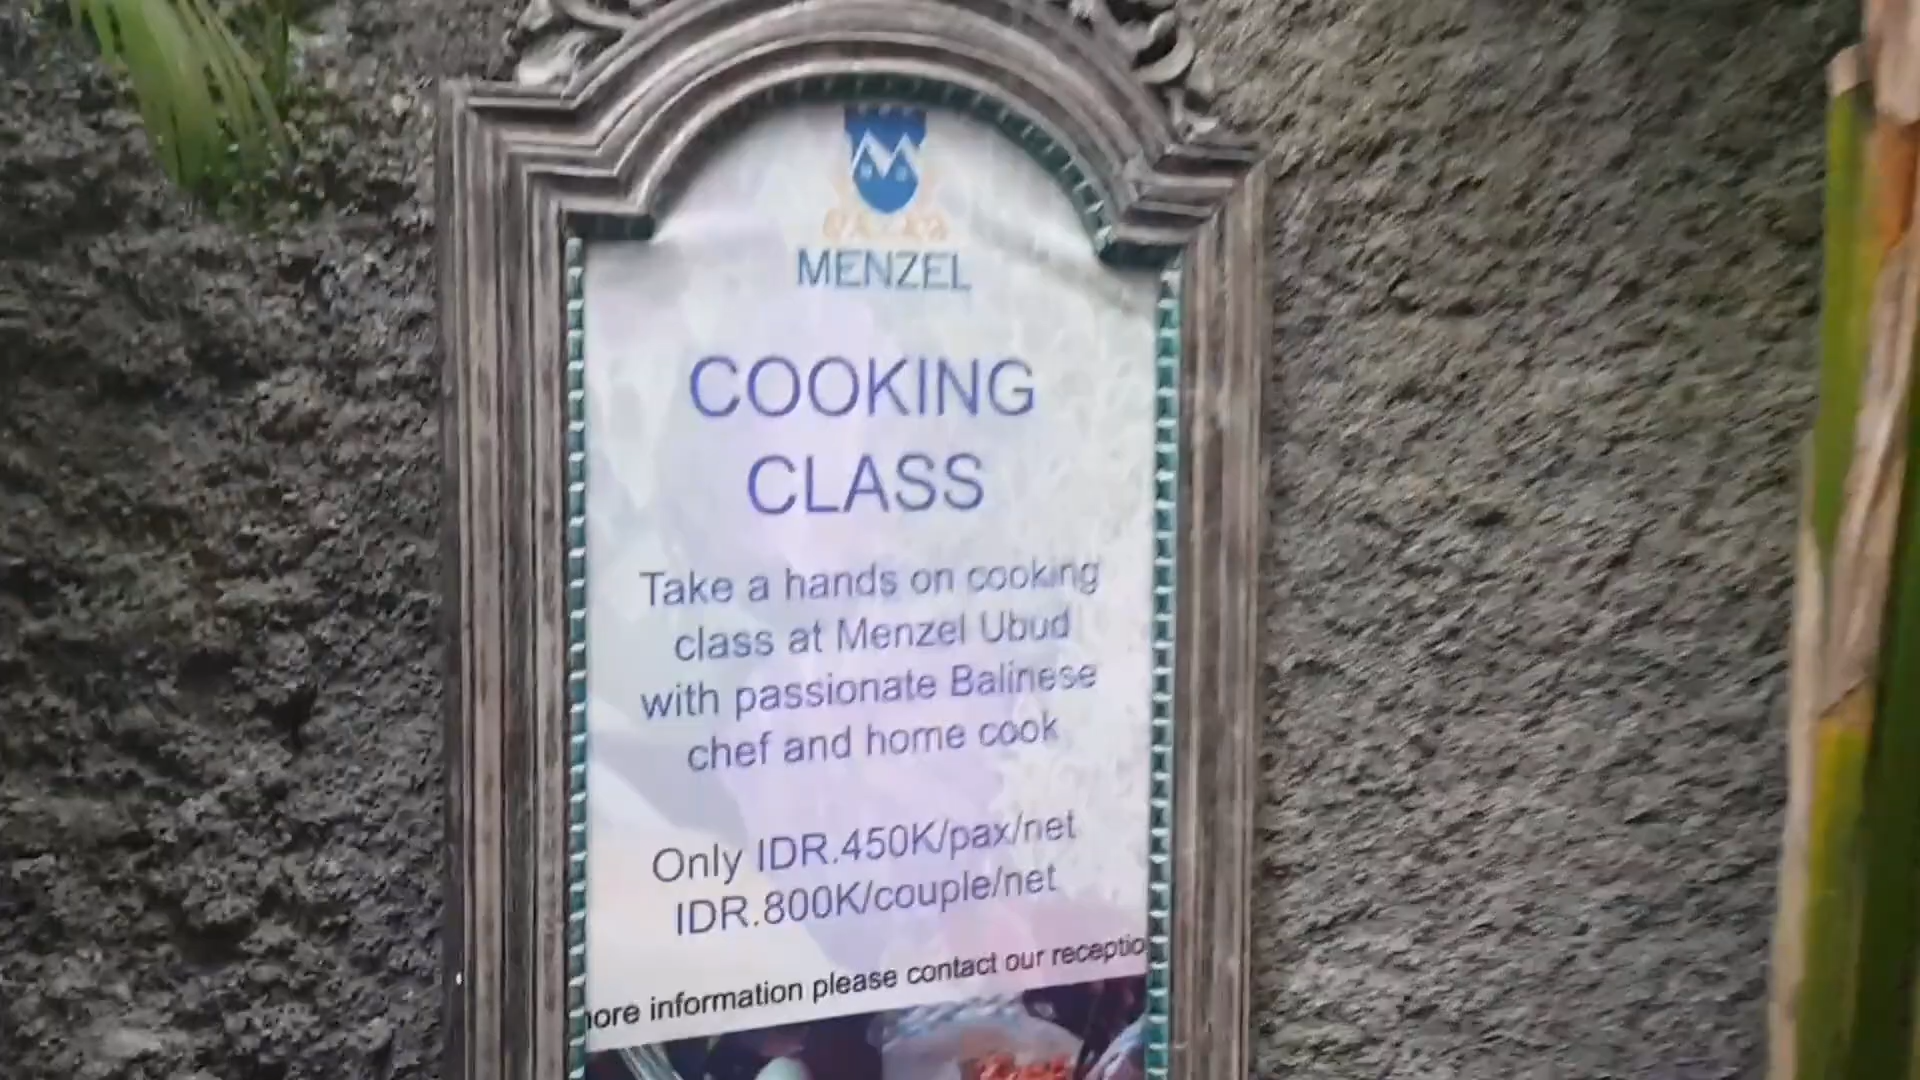 MENZEL
COOKING
CLASS
Take a hands on cooking
class at Menzel Ubud
with passionate Balinese
chef and home cook
Only IDR.450K/pax/net
IDR.800K/couple/net
information please contact our